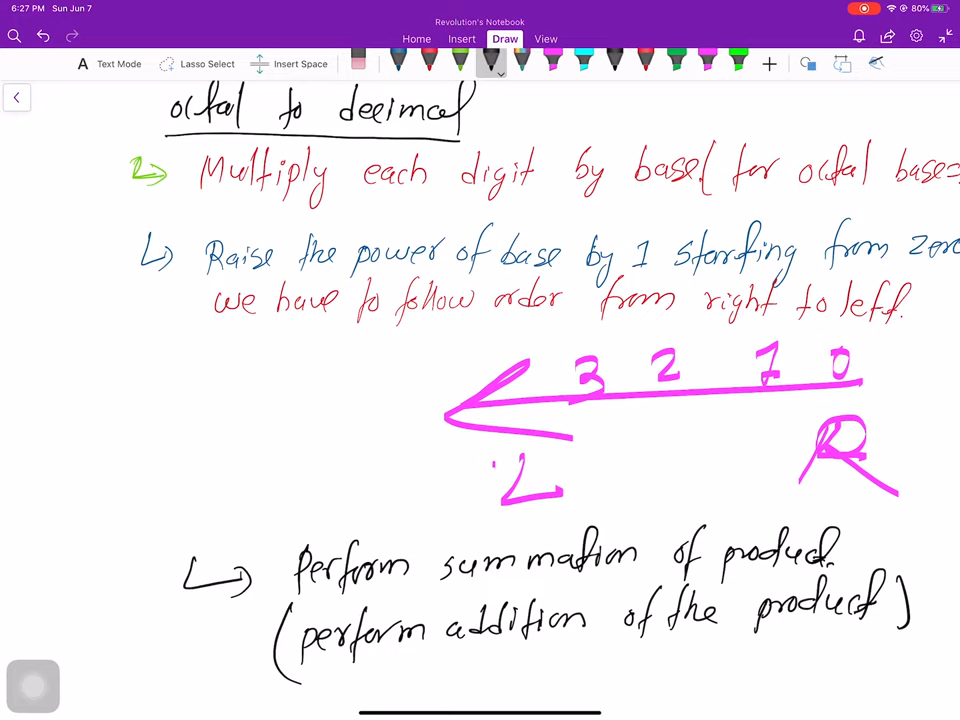 6:27 PM Sun Jun 7
80%
Revolution's Notebook
Home Insert Draw View
Text Mode Lasso Select Insert Space
octal to decimal
Multiply each digit by base( for octal base=
Raise the power of base by 1 starting from zero
we have to follow order from right to left.
3 2 1 0
L R
Perform summation of product.
(perform addition of the product)